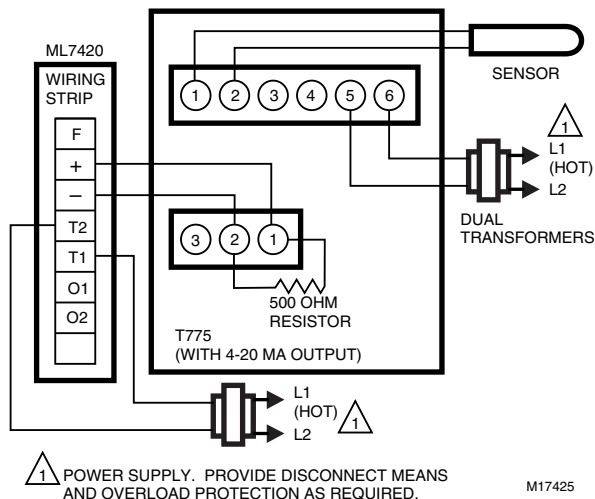 ML7420
WIRING
STRIP
F
+
−
T2
T1
O1
O2
1 2 3 4 5 6
SENSOR
1
L1
(HOT)
L2
DUAL
TRANSFORMERS
3 2 1
500 OHM
RESISTOR
T775
(WITH 4-20 MA OUTPUT)
L1
(HOT)
L2
1
1 POWER SUPPLY. PROVIDE DISCONNECT MEANS
AND OVERLOAD PROTECTION AS REQUIRED.
M17425